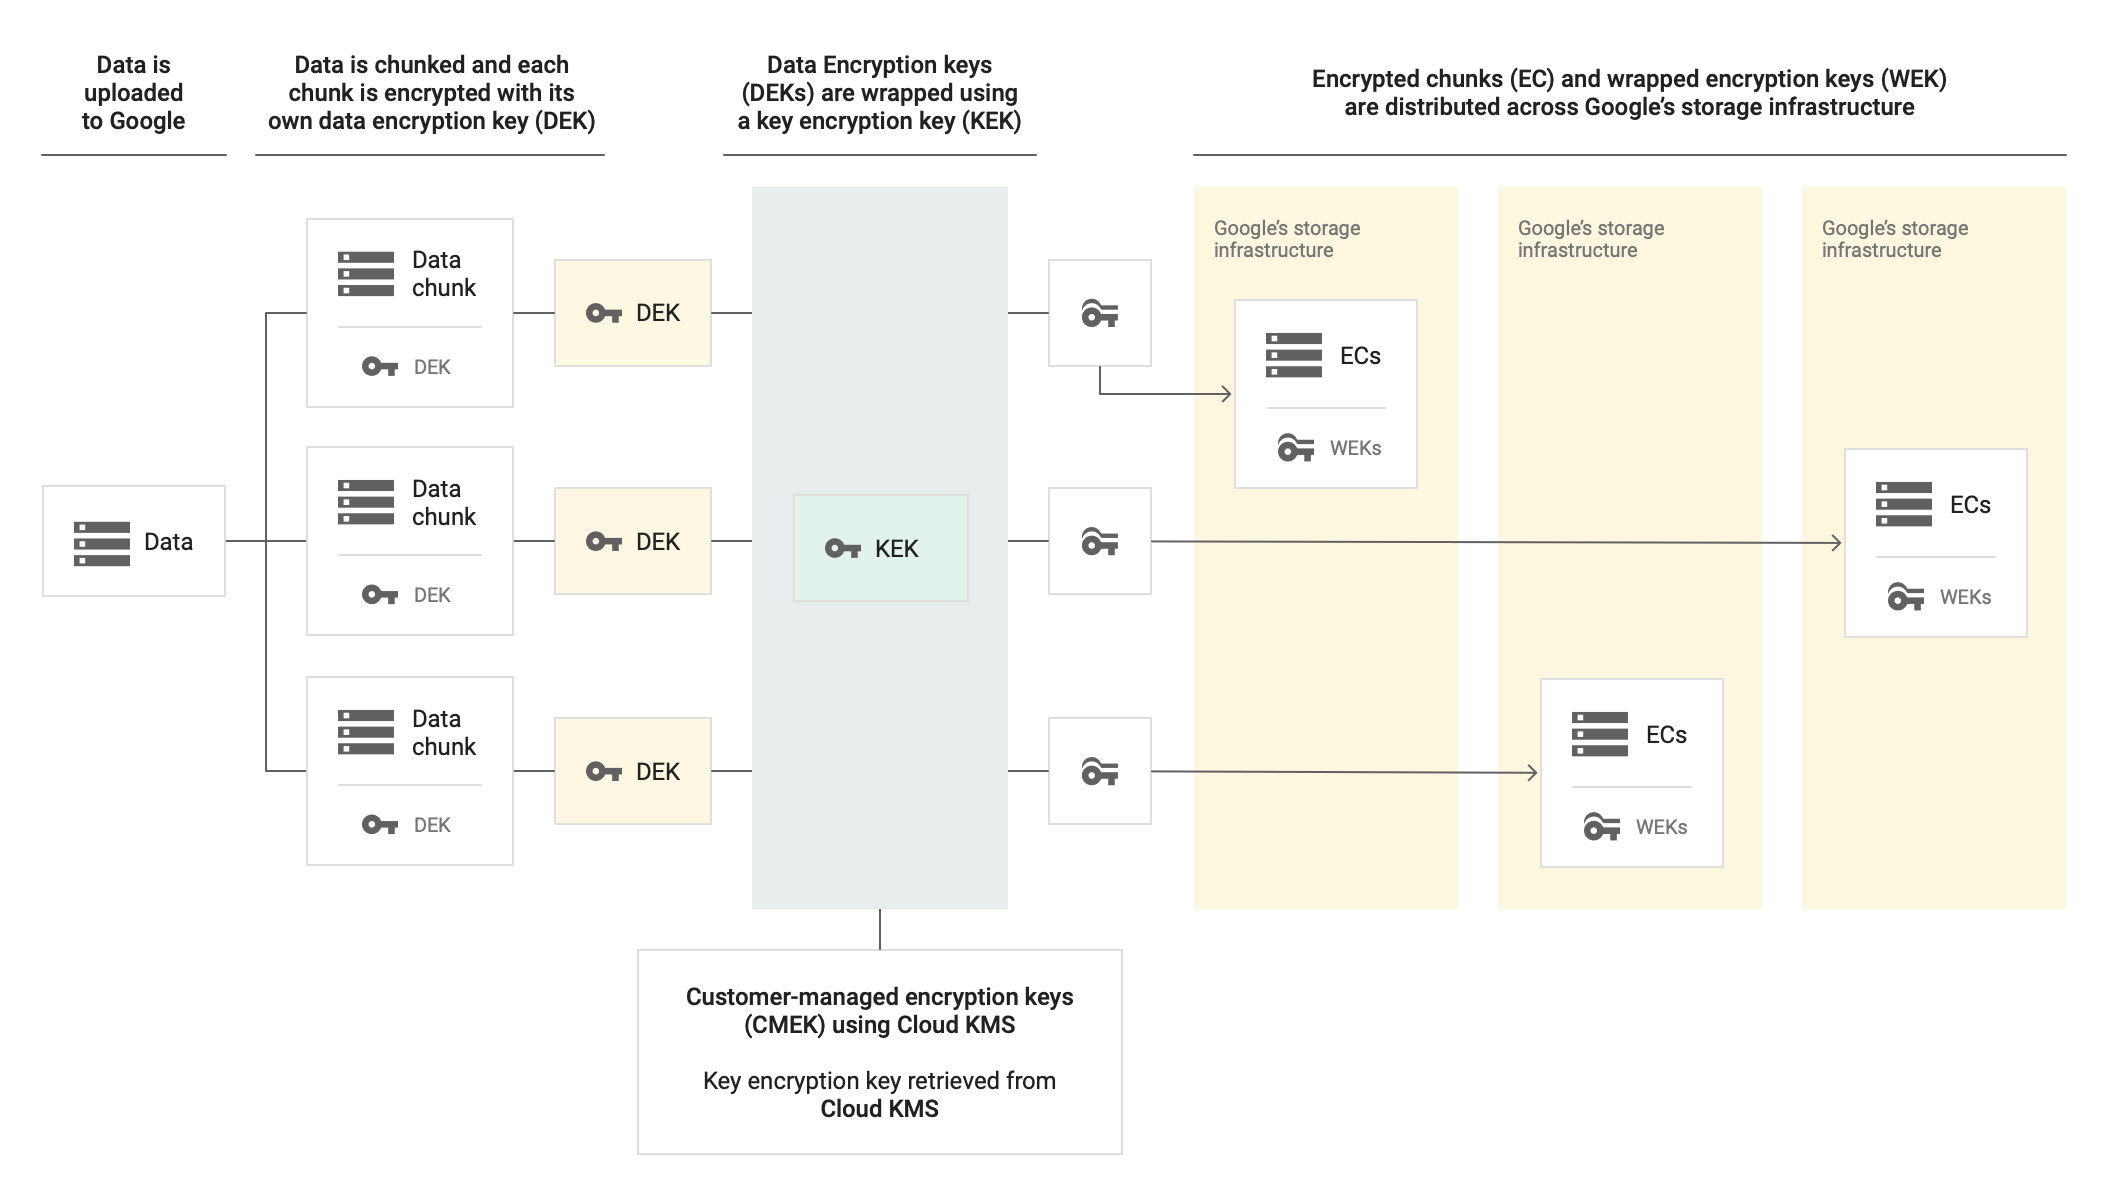 Data is
uploaded
to Google
Data is chunked and each
chunk is encrypted with its
own data encryption key (DEK)
Data Encryption keys
(DEKs) are wrapped using
a key encryption key (KEK)
Encrypted chunks (EC) and wrapped encryption keys (WEK)
are distributed across Google’s storage infrastructure
Data
Data
chunk
DEK
DEK
Data
chunk
DEK
DEK
Data
chunk
DEK
DEK
KEK
Google’s storage
infrastructure
ECs
WEKs
Google’s storage
infrastructure
ECs
WEKs
Google’s storage
infrastructure
ECs
WEKs
Customer-managed encryption keys
(CMEK) using Cloud KMS
Key encryption key retrieved from
Cloud KMS